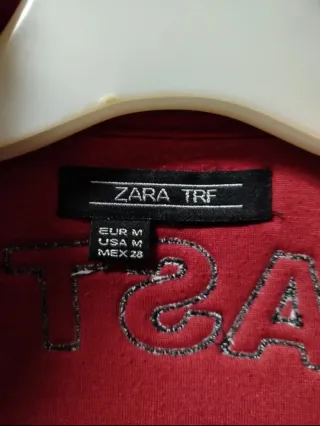 ZARA TRF
EUR M
USA M
MEX 28